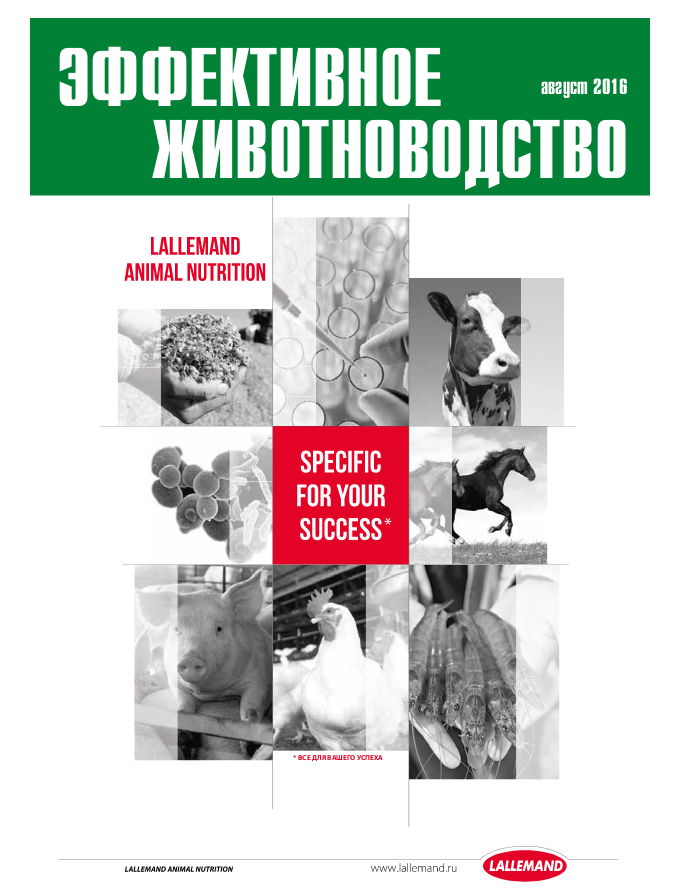 ЭФФЕКТИВНОЕ
август 2016
ЖИВОТНОВОДСТВО
LALLEMAND
ANIMAL NUTRITION
SPECIFIC
FOR YOUR
SUCCESS*
* ВСЕ ДЛЯ ВАШЕГО УСПЕХА
LALLEMAND ANIMAL NUTRITION
www.lallemand.ru
LALLEMAND